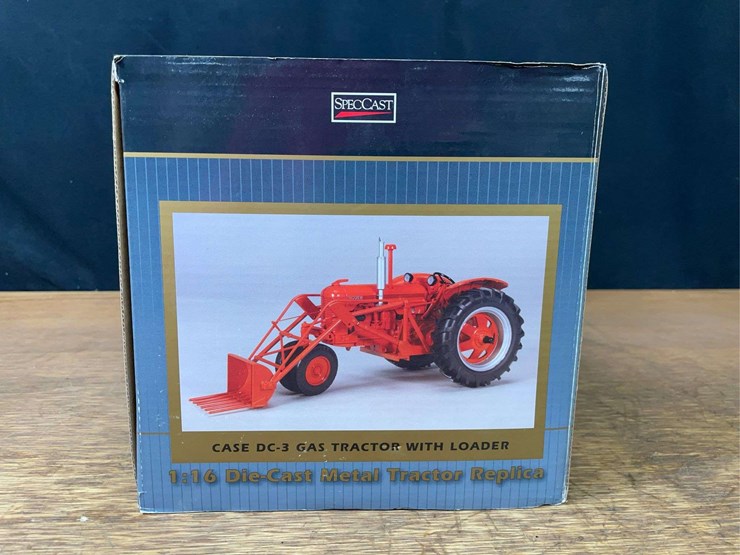 SPECCAST
CASE DC-3 GAS TRACTOR WITH LOADER
1:16 Die-Cast Metal Tractor Replica